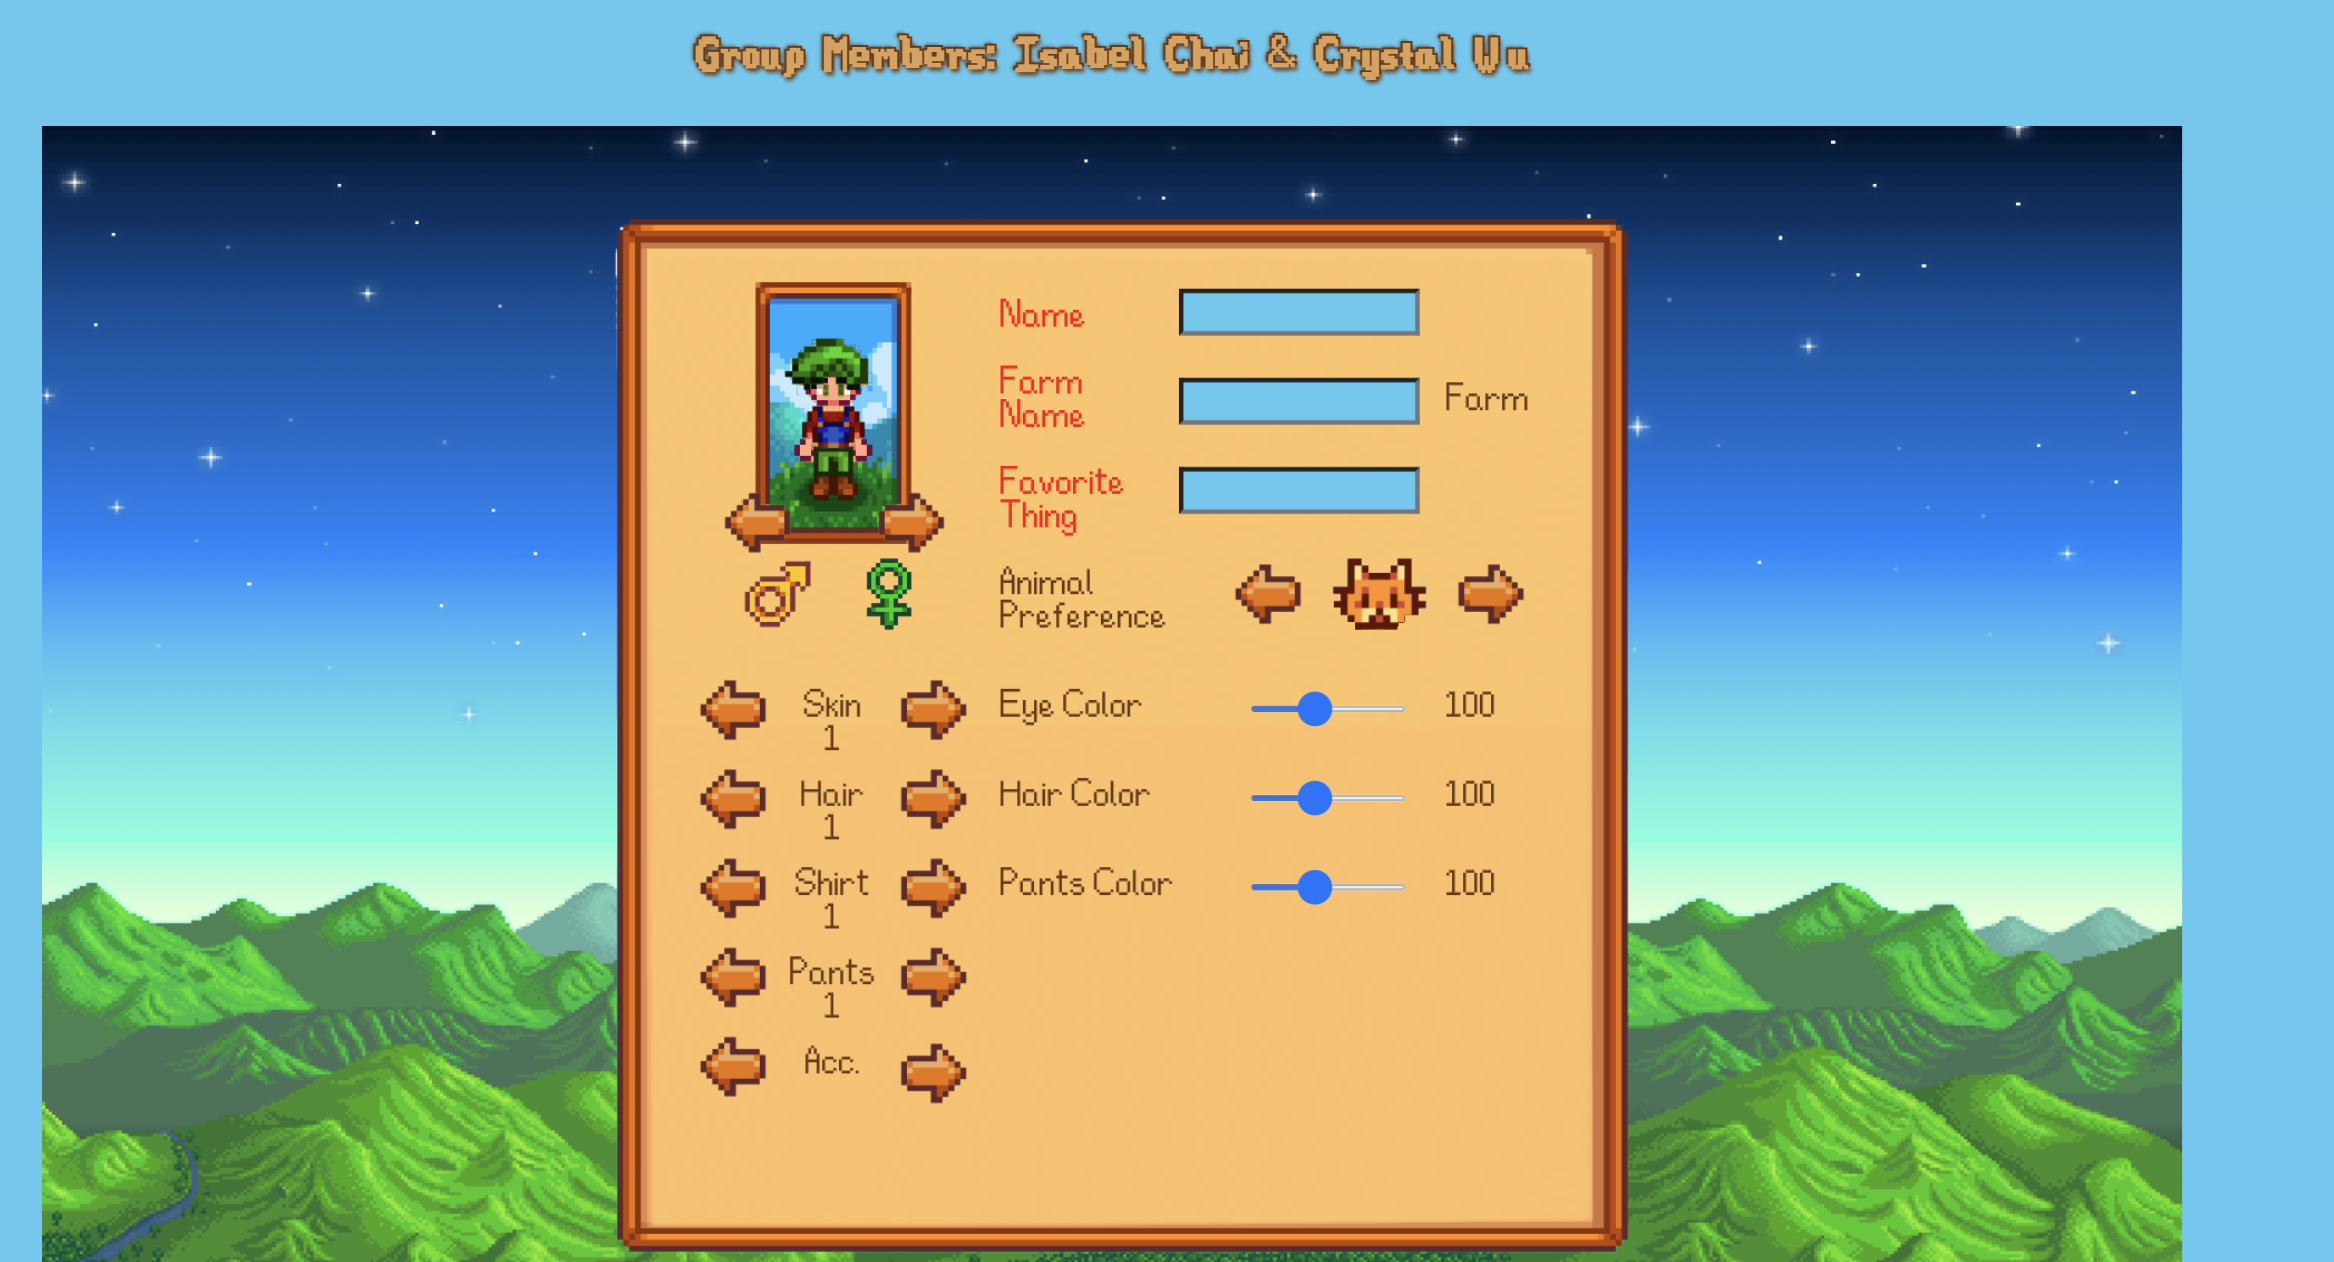 Group Members: Isabel Chai & Crystal Wu
Name
Farm
Name
Farm
Favorite
Thing
Animal
Preference
Skin
1
Eye Color
100
Hair
1
Hair Color
100
Shirt
1
Pants Color
100
Pants
1
Acc.